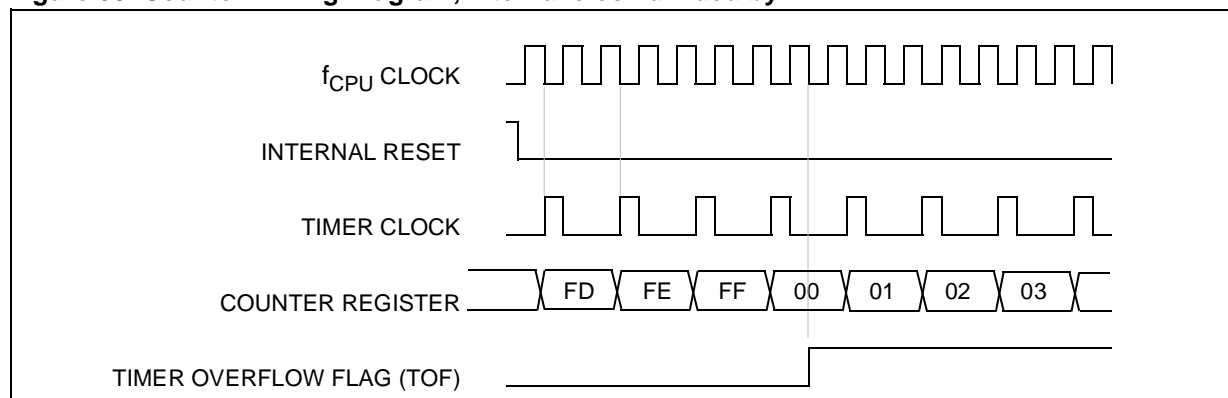 fCPU CLOCK
INTERNAL RESET
TIMER CLOCK
COUNTER REGISTER FD FE FF 00 01 02 03
TIMER OVERFLOW FLAG (TOF)